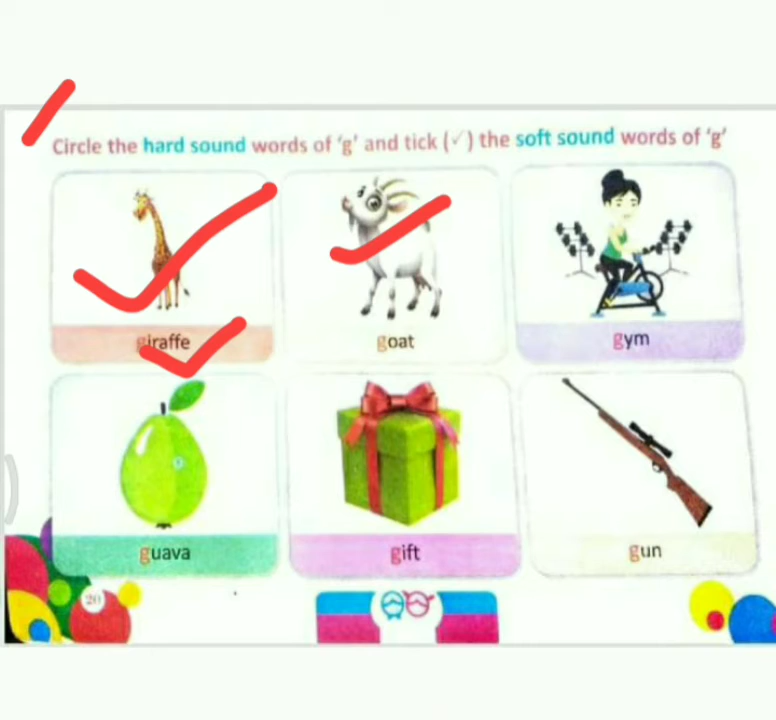 Circle the hard sound words of 'g' and tick (✓) the soft sound words of 'g'
giraffe
goat
gym
guava
gift
gun
20